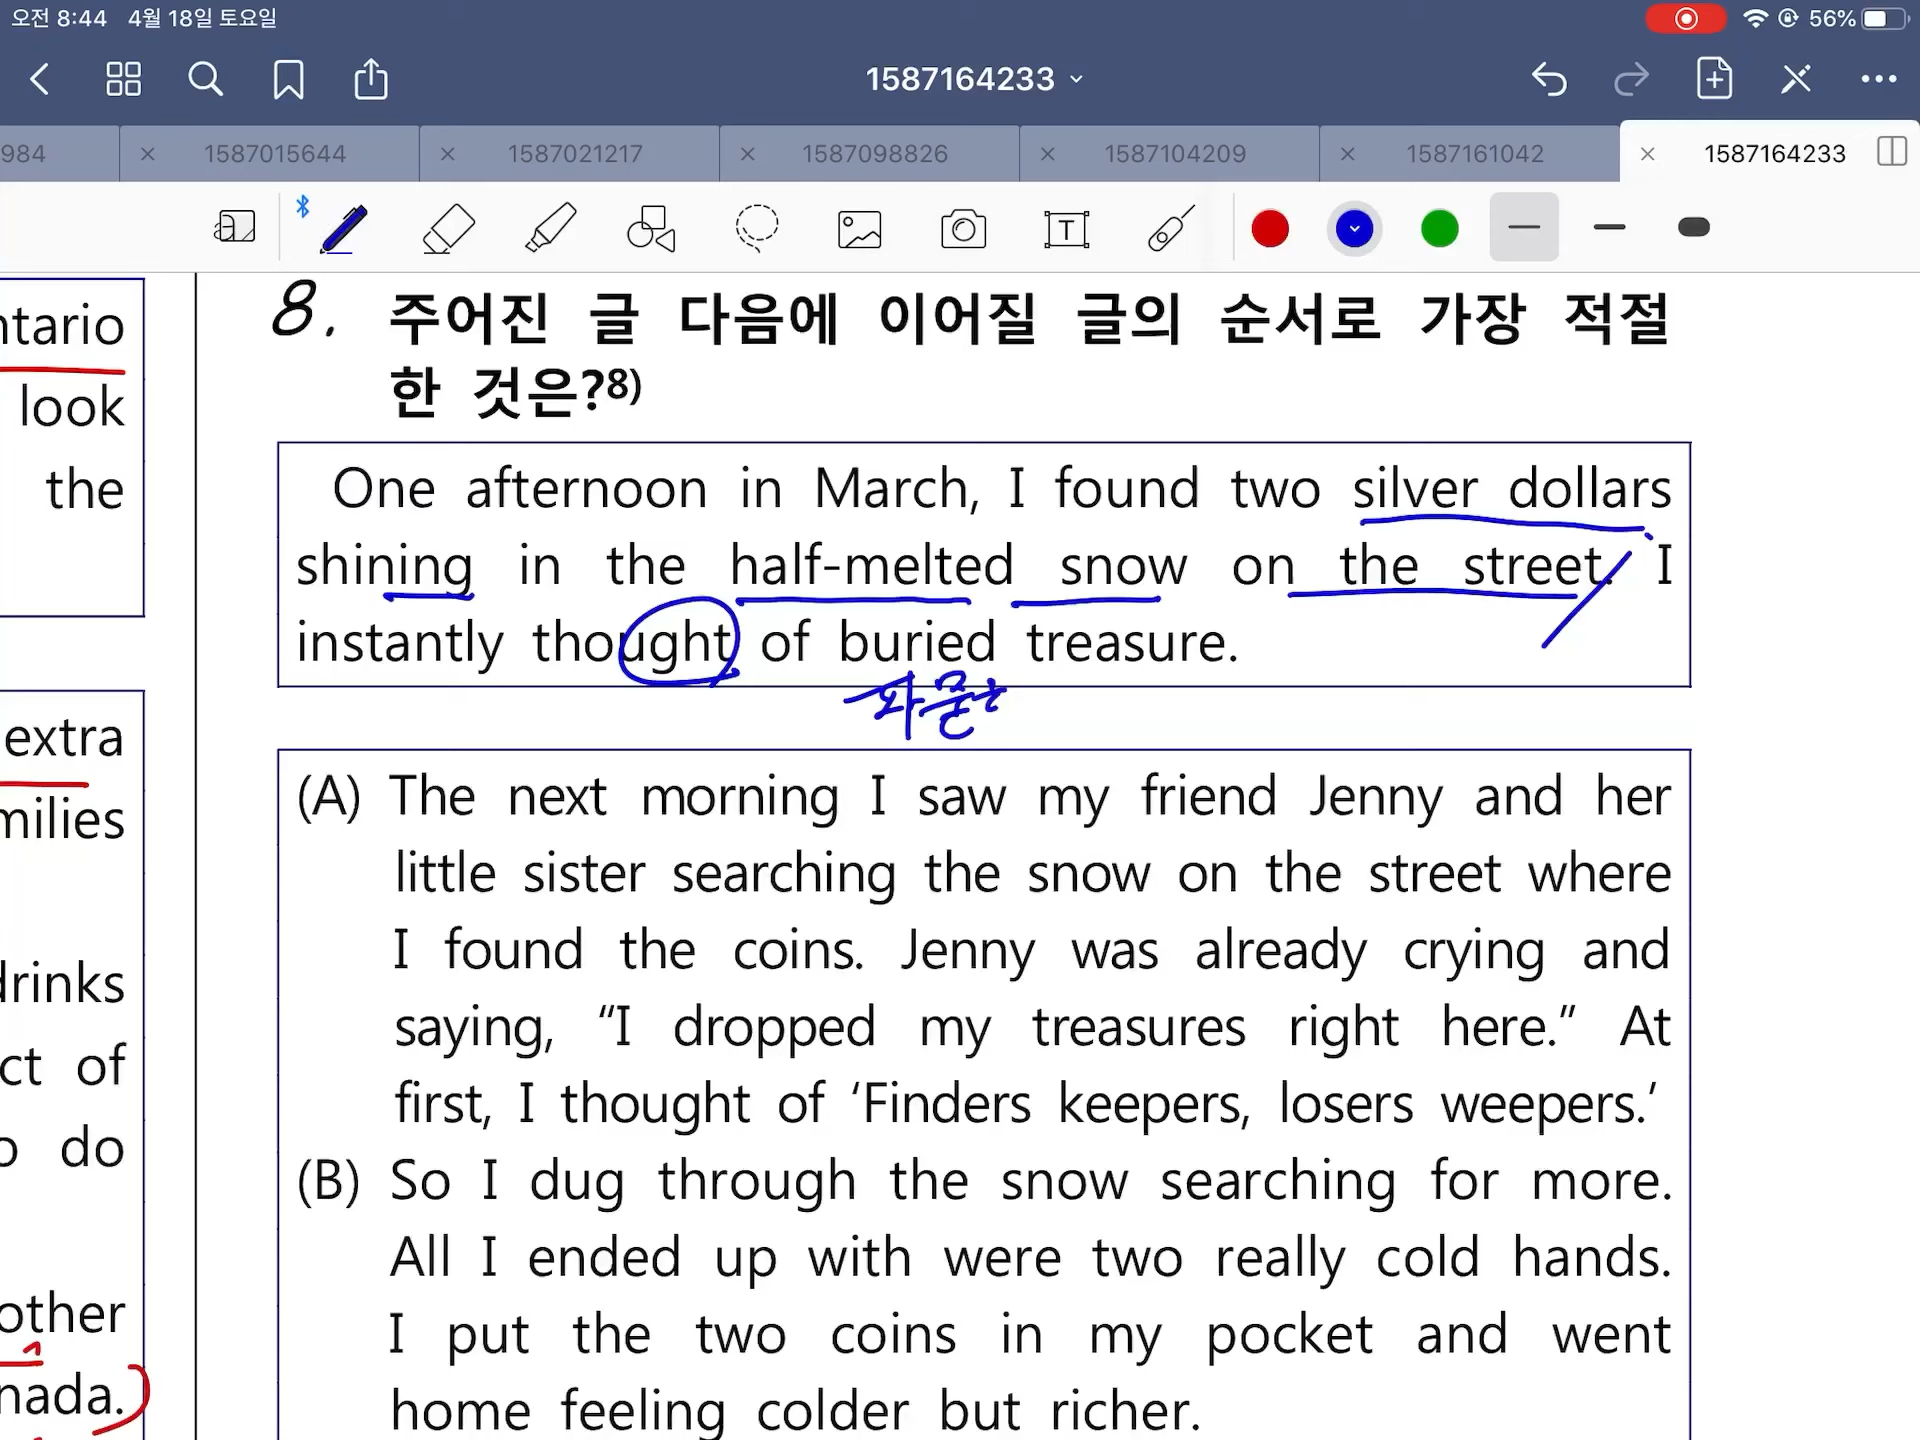 오전 8:44 4월 18일 토요일 56%
1587164233
984 1587015644 1587021217 1587098826 1587104209 1587161042 1587164233
8. 주어진 글 다음에 이어질 글의 순서로 가장 적절
한 것은?8)
One afternoon in March, I found two silver dollars
shining in the half-melted snow on the street. I
instantly thought of buried treasure.
파묻는
(A) The next morning I saw my friend Jenny and her
little sister searching the snow on the street where
I found the coins. Jenny was already crying and
saying, “I dropped my treasures right here.” At
first, I thought of ‘Finders keepers, losers weepers.’
(B) So I dug through the snow searching for more.
All I ended up with were two really cold hands.
I put the two coins in my pocket and went
home feeling colder but richer.
ntario
look
the
extra
milies
drinks
ct of
o do
other
nada.